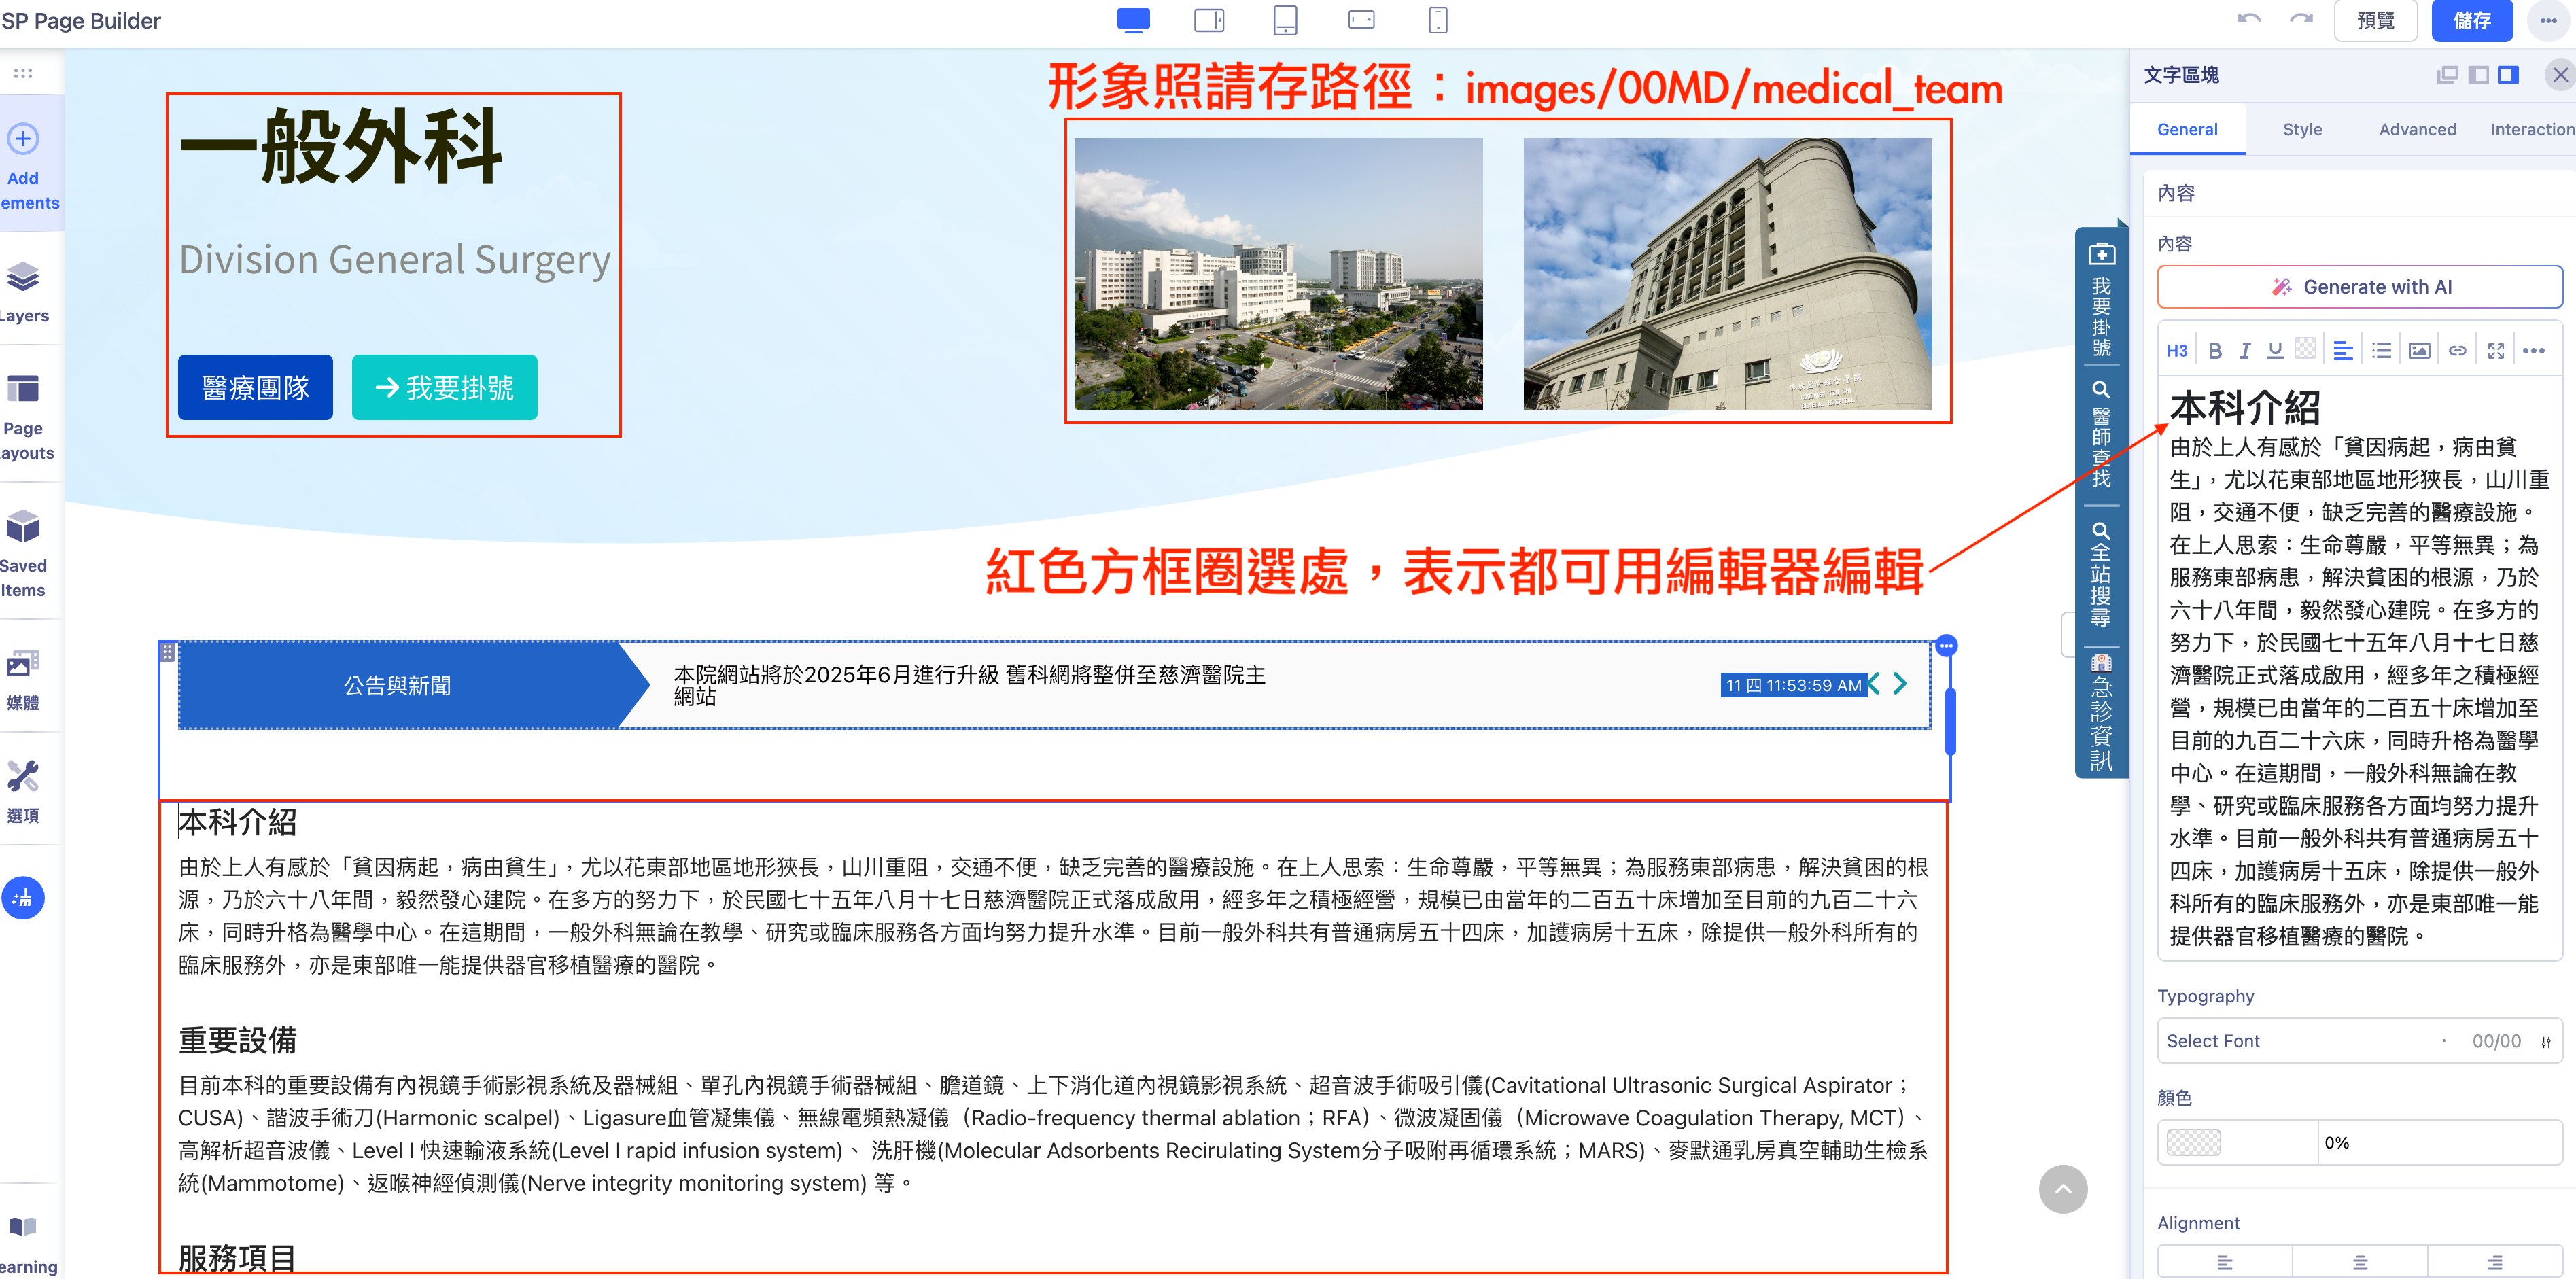 SP Page Builder
預覽
儲存
Add
ements
Layers
Page
ayouts
Saved
Items
媒體
選項
earning
形象照請存路徑：images/00MD/medical_team
一般外科
Division General Surgery
醫療團隊
我要掛號
紅色方框圈選處，表示都可用編輯器編輯
公告與新聞
本院網站將於2025年6月進行升級 舊科網將整併至慈濟醫院主
網站
11 四 11:53:59 AM
本科介紹
由於上人有感於「貧因病起，病由貧生」，尤以花東部地區地形狹長，山川重阻，交通不便，缺乏完善的醫療設施。在上人思索：生命尊嚴，平等無異；為服務東部病患，解決貧困的根
源，乃於六十八年間，毅然發心建院。在多方的努力下，於民國七十五年八月十七日慈濟醫院正式落成啟用，經多年之積極經營，規模已由當年的二百五十床增加至目前的九百二十六
床，同時升格為醫學中心。在這期間，一般外科無論在教學、研究或臨床服務各方面均努力提升水準。目前一般外科共有普通病房五十四床，加護病房十五床，除提供一般外科所有的
臨床服務外，亦是東部唯一能提供器官移植醫療的醫院。
重要設備
目前本科的重要設備有內視鏡手術影視系統及器械組、單孔內視鏡手術器械組、膽道鏡、上下消化道內視鏡影視系統、超音波手術吸引儀(Cavitational Ultrasonic Surgical Aspirator；
CUSA)、諧波手術刀(Harmonic scalpel)、Ligasure血管凝集儀、無線電頻熱凝儀（Radio-frequency thermal ablation；RFA）、微波凝固儀（Microwave Coagulation Therapy, MCT）、
高解析超音波儀、Level I 快速輸液系統(Level I rapid infusion system)、 洗肝機(Molecular Adsorbents Recirulating System分子吸附再循環系統；MARS)、麥默通乳房真空輔助生檢系
統(Mammotome)、返喉神經偵測儀(Nerve integrity monitoring system) 等。
服務項目
我要掛號
醫師查找
全站搜尋
急診資訊
文字區塊
General
Style
Advanced
Interaction
內容
內容
Generate with AI
H3 B I U
本科介紹
由於上人有感於「貧因病起，病由貧
生」，尤以花東部地區地形狹長，山川重
阻，交通不便，缺乏完善的醫療設施。
在上人思索：生命尊嚴，平等無異；為
服務東部病患，解決貧困的根源，乃於
六十八年間，毅然發心建院。在多方的
努力下，於民國七十五年八月十七日慈
濟醫院正式落成啟用，經多年之積極經
營，規模已由當年的二百五十床增加至
目前的九百二十六床，同時升格為醫學
中心。在這期間，一般外科無論在教
學、研究或臨床服務各方面均努力提升
水準。目前一般外科共有普通病房五十
四床，加護病房十五床，除提供一般外
科所有的臨床服務外，亦是東部唯一能
提供器官移植醫療的醫院。
Typography
Select Font
00/00
顏色
0%
Alignment